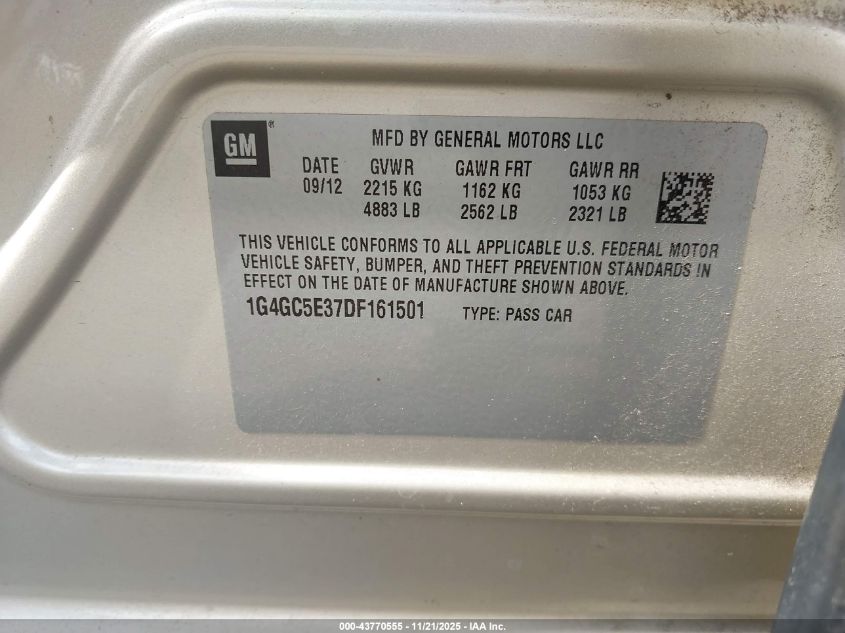 GM ®
MFD BY GENERAL MOTORS LLC
DATE GVWR GAWR FRT GAWR RR
09/12 2215 KG 1162 KG 1053 KG
4883 LB 2562 LB 2321 LB
THIS VEHICLE CONFORMS TO ALL APPLICABLE U.S. FEDERAL MOTOR
VEHICLE SAFETY, BUMPER, AND THEFT PREVENTION STANDARDS IN
EFFECT ON THE DATE OF MANUFACTURE SHOWN ABOVE.
1G4GC5E37DF161501 TYPE: PASS CAR
000-43770555 - 11/21/2025 - IAA Inc.